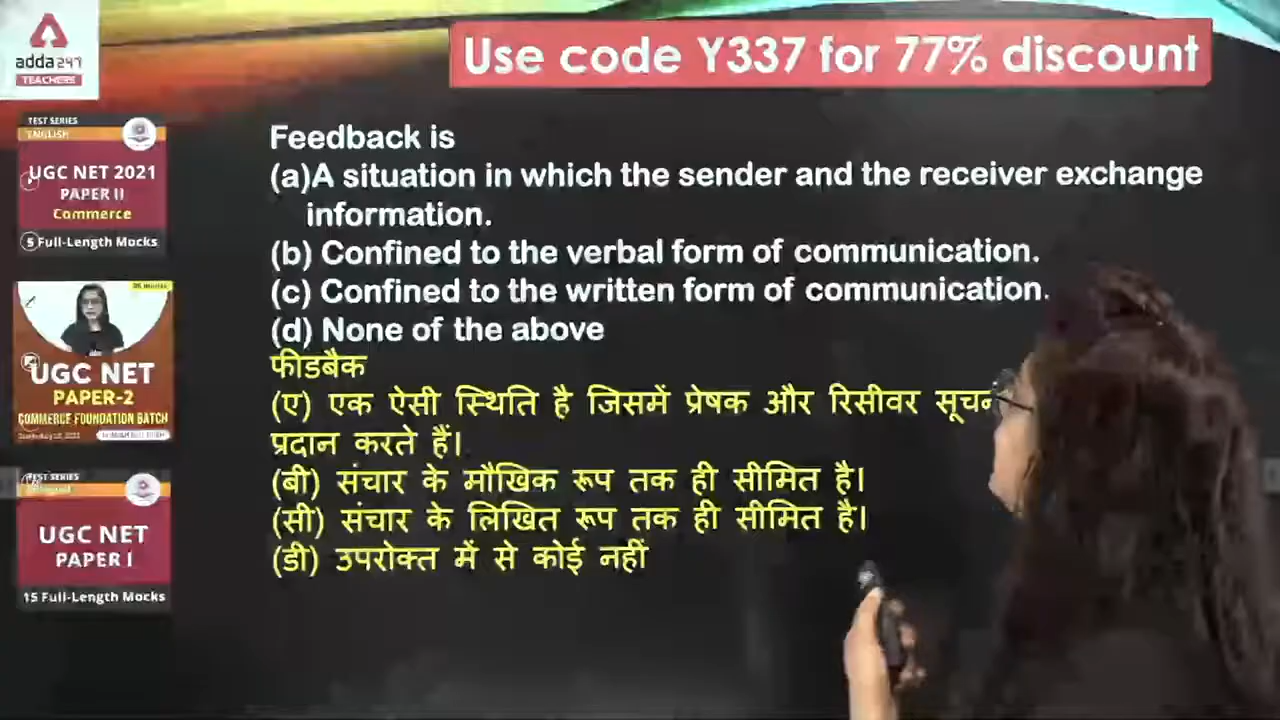 adda247
TEACHERS
Use code Y337 for 77% discount
TEST SERIES
ENGLISH
UGC NET 2021
PAPER II
Commerce
5 Full-Length Mocks
UGC NET
PAPER-2
COMMERCE FOUNDATION BATCH
TEST SERIES
UGC NET
PAPER I
15 Full-Length Mocks
Feedback is
(a)A situation in which the sender and the receiver exchange
information.
(b) Confined to the verbal form of communication.
(c) Confined to the written form of communication.
(d) None of the above
फीडबैक
(ए) एक ऐसी स्थिति है जिसमें प्रेषक और रिसीवर
प्रदान करते हैं।
(बी) संचार के मौखिक रूप तक ही सीमित है।
(सी) संचार के लिखित रूप तक ही सीमित है।
(डी) उपरोक्त में से कोई नहीं